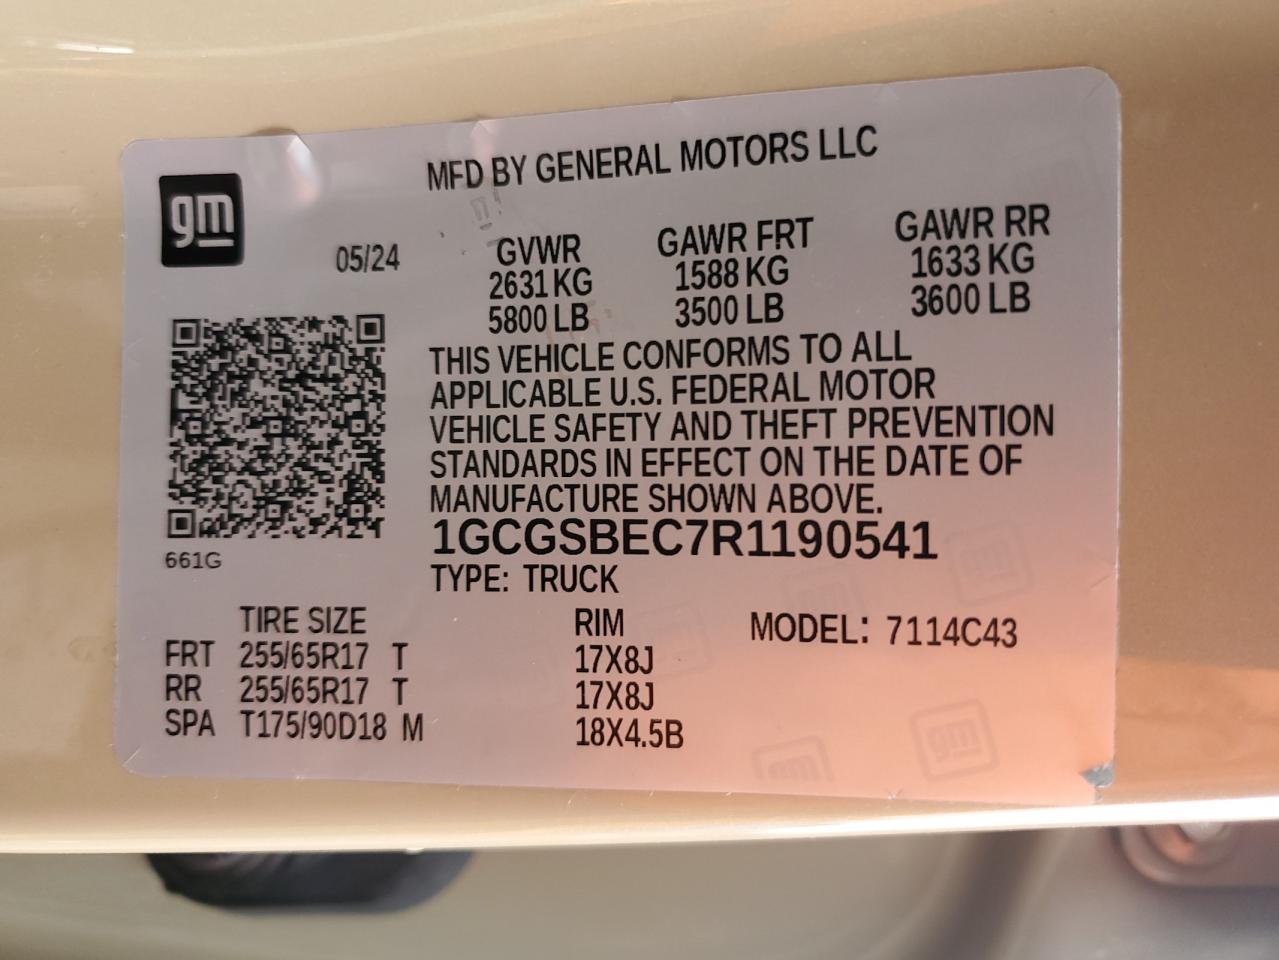 MFD BY GENERAL MOTORS LLC
gm
05/24
GVWR GAWR FRT GAWR RR
2631 KG 1588 KG 1633 KG
5800 LB 3500 LB 3600 LB
THIS VEHICLE CONFORMS TO ALL
APPLICABLE U.S. FEDERAL MOTOR
VEHICLE SAFETY AND THEFT PREVENTION
STANDARDS IN EFFECT ON THE DATE OF
MANUFACTURE SHOWN ABOVE.
1GCGSBEC7R1190541
661G
TYPE: TRUCK
TIRE SIZE RIM MODEL: 7114C43
FRT 255/65R17 T 17X8J
RR 255/65R17 T 17X8J
SPA T175/90D18 M 18X4.5B
gm
gm